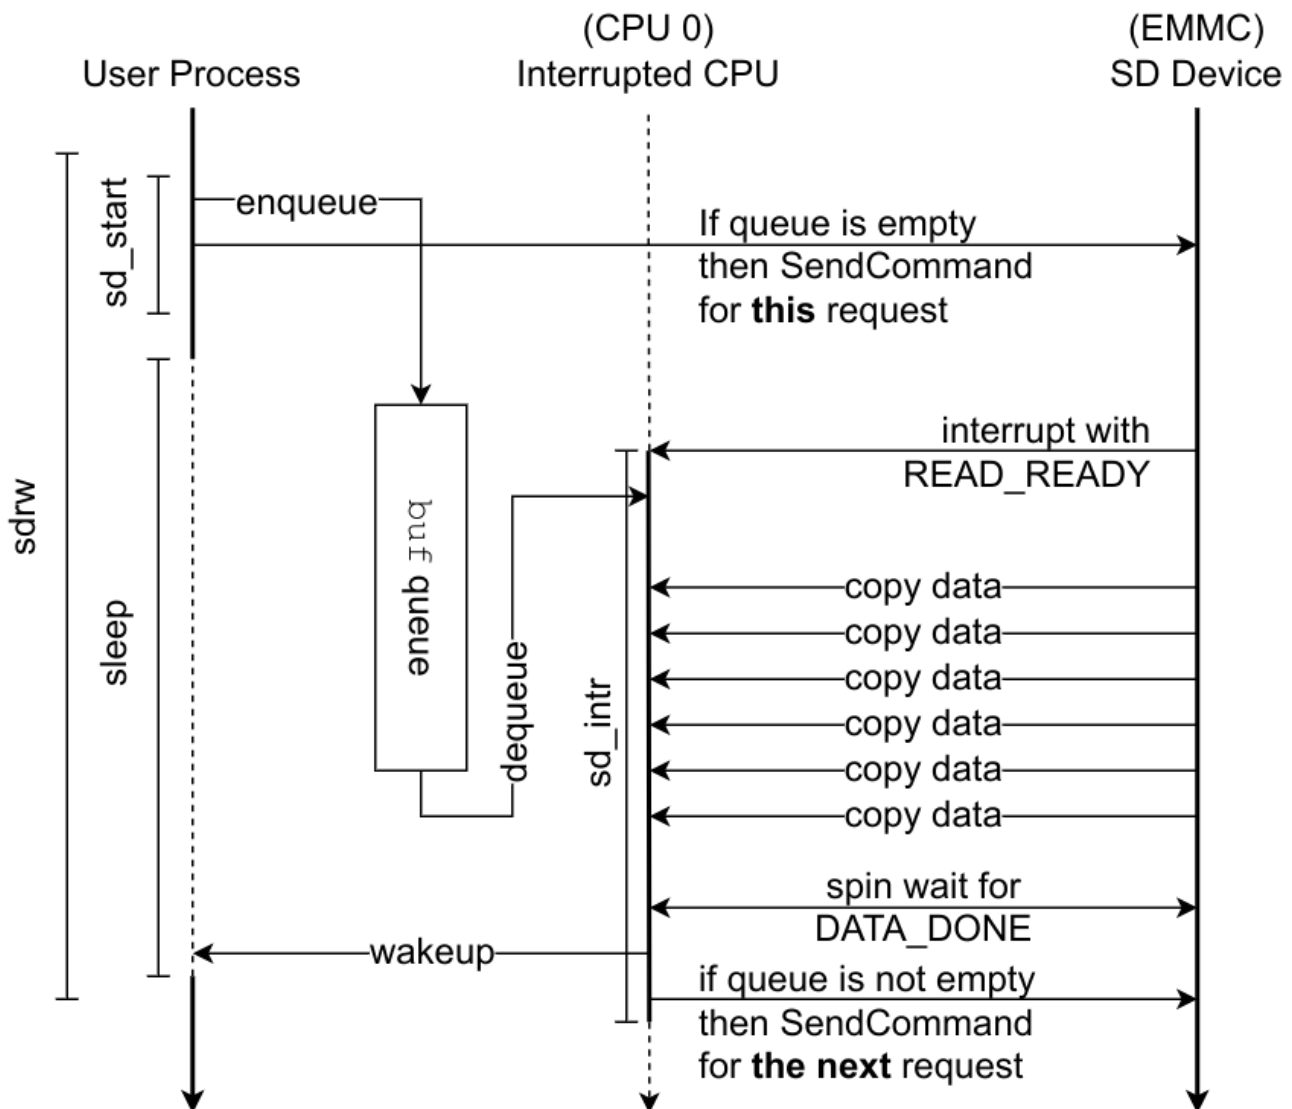 (CPU 0)
(EMMC)
User Process
Interrupted CPU
SD Device
sd_start
enqueue
If queue is empty
then SendCommand
for this request
interrupt with
READ_READY
sdrw
sleep
buf queue
dequeue
sd_intr
copy data
copy data
copy data
copy data
copy data
copy data
spin wait for
DATA_DONE
wakeup
if queue is not empty
then SendCommand
for the next request